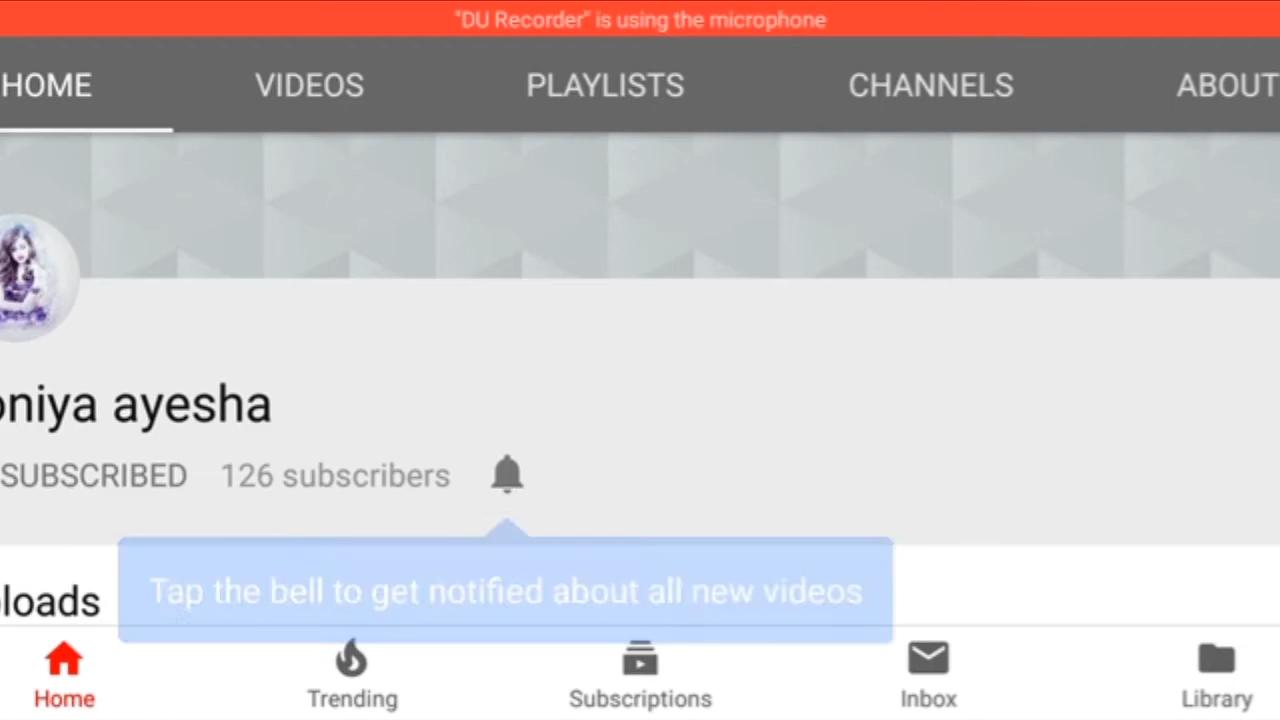 "DU Recorder" is using the microphone
HOME VIDEOS PLAYLISTS CHANNELS ABOUT
oniya ayesha
SUBSCRIBED 126 subscribers
Tap the bell to get notified about all new videos
loads
Home Trending Subscriptions Inbox Library